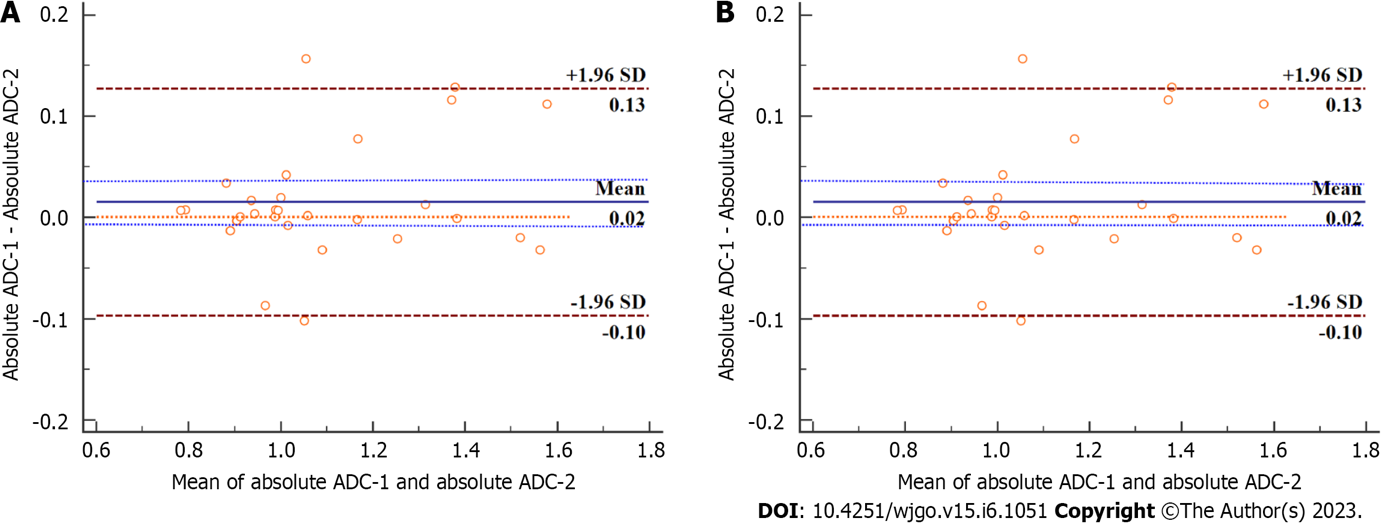 A
Absolute ADC-1 - Absoulute ADC-2
0.2
0.1
0.0
-0.1
-0.2
+1.96 SD
0.13
Mean
0.02
-1.96 SD
-0.10
0.6 0.8 1.0 1.2 1.4 1.6 1.8
Mean of absolute ADC-1 and absolute ADC-2
B
Absolute ADC-1 - Absolute ADC-2
0.2
0.1
0.0
-0.1
-0.2
+1.96 SD
0.13
Mean
0.02
-1.96 SD
-0.10
0.6 0.8 1.0 1.2 1.4 1.6 1.8
Mean of absolute ADC-1 and absolute ADC-2
DOI: 10.4251/wjgo.v15.i6.1051 Copyright ©The Author(s) 2023.